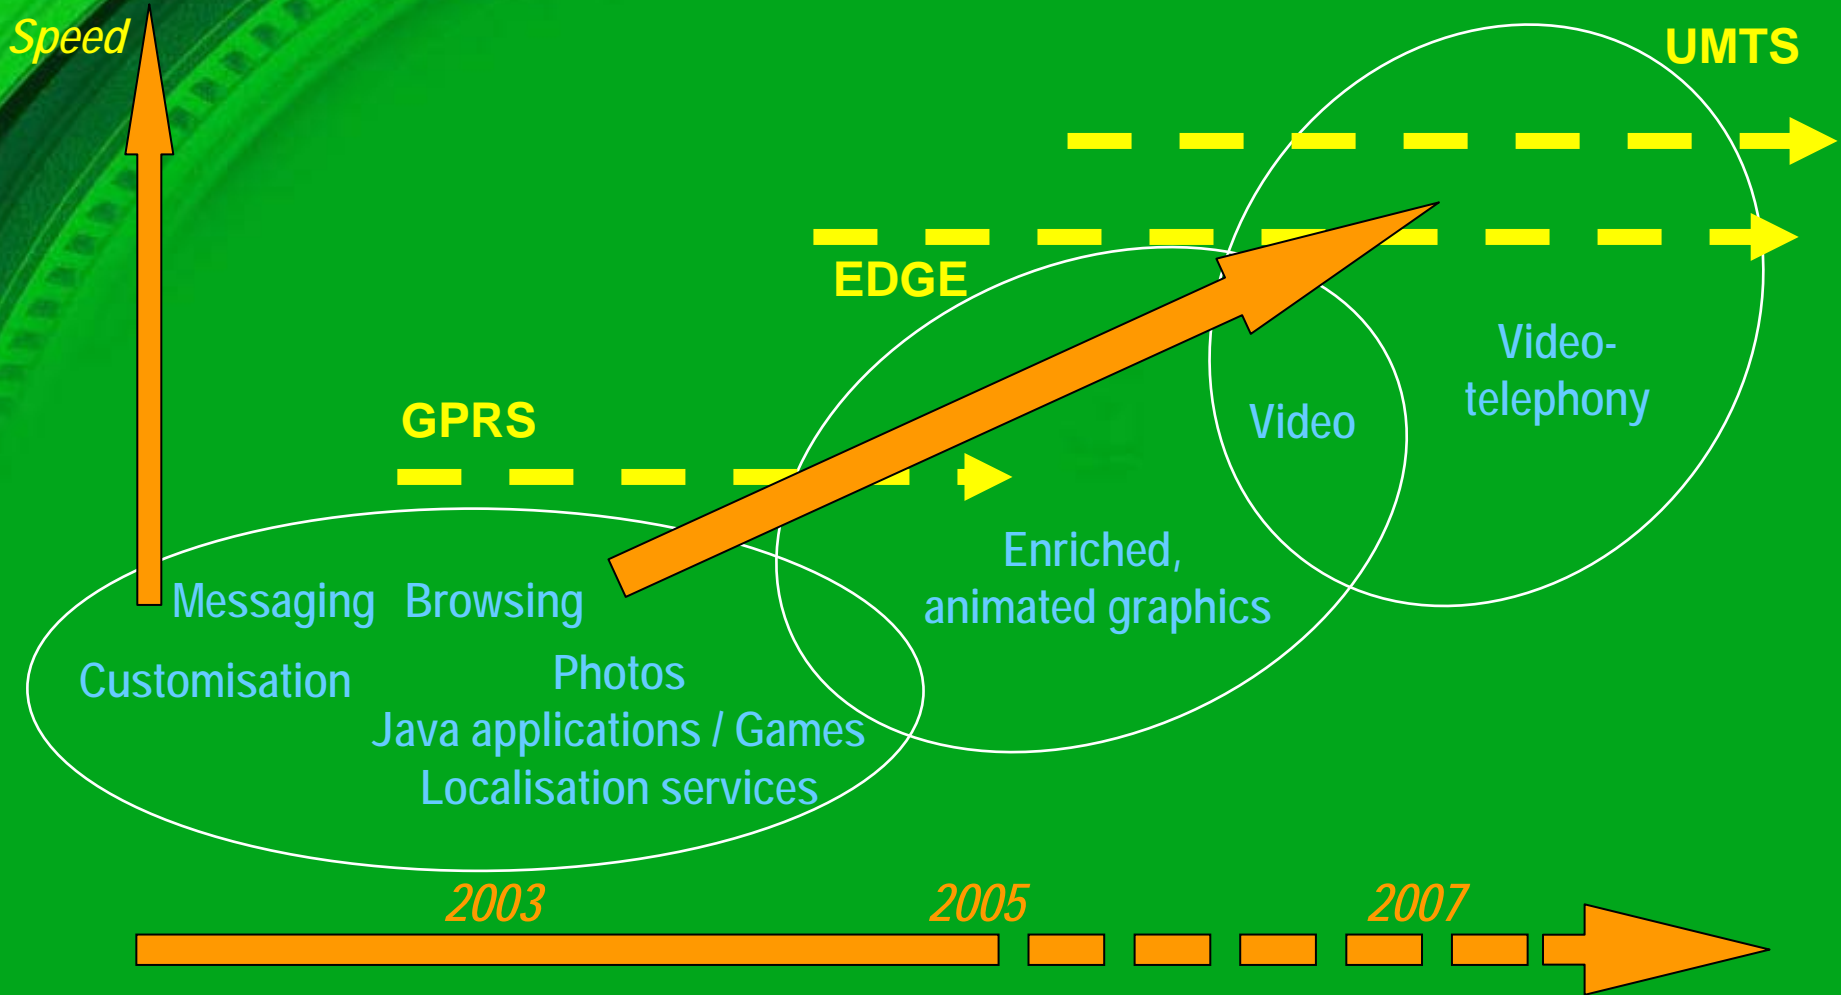 Speed
UMTS
EDGE
Video-
telephony
GPRS
Video
Enriched,
animated graphics
Messaging Browsing
Customisation
Photos
Java applications / Games
Localisation services
2003 2005 2007